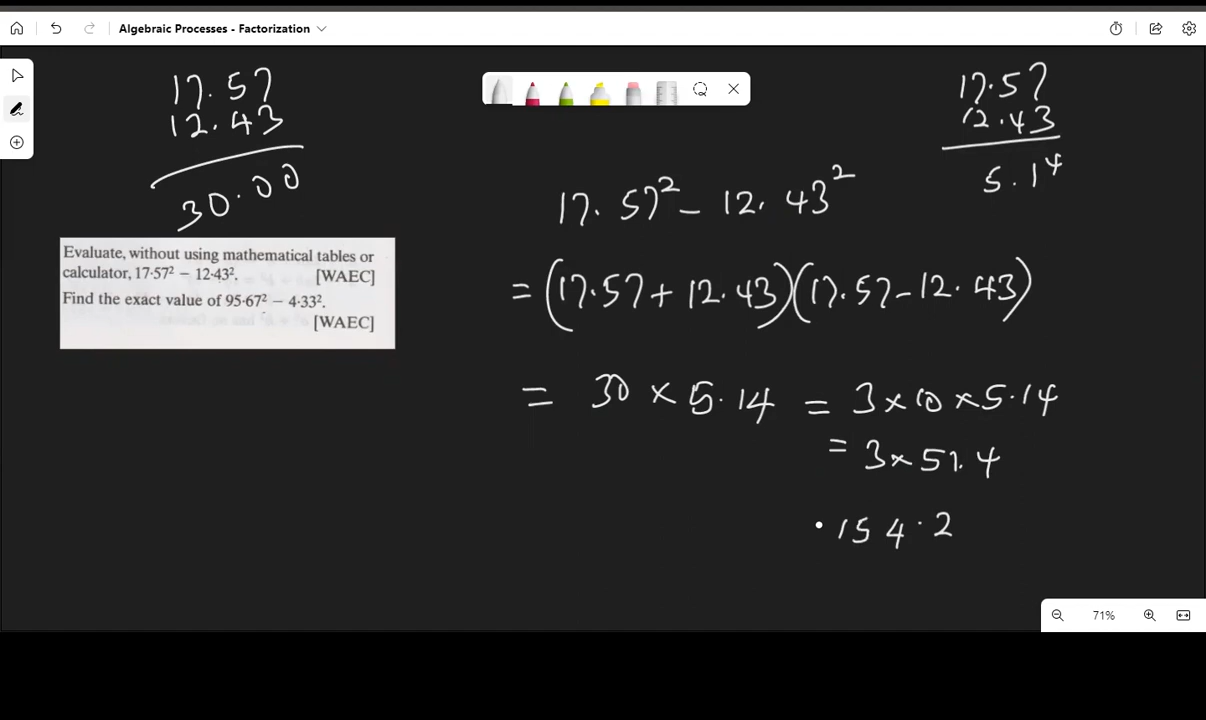 Algebraic Processes - Factorization
17.57
12.43
30.00
17.57
12.43
5.14
17.57² - 12.43²
= (17.57 + 12.43)(17.57 - 12.43)
Evaluate, without using mathematical tables or
calculator, 17·57² − 12·43². [WAEC]
Find the exact value of 95·67² − 4·33².
[WAEC]
= 30 × 5.14 = 3 × 10 × 5.14
= 3 × 51.4
154.2
71%